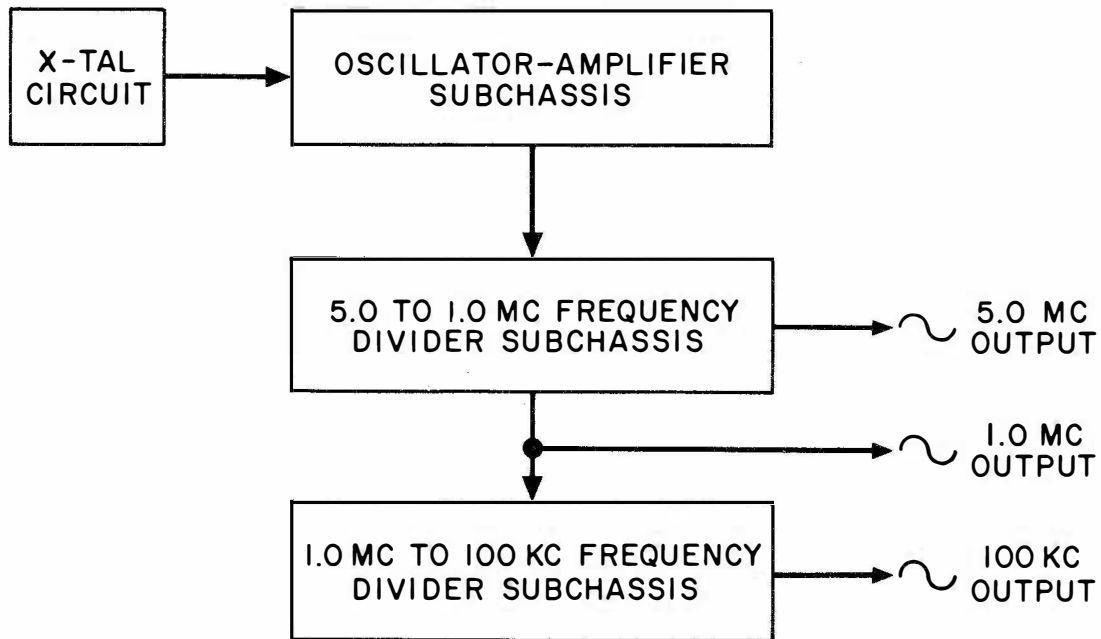 X-TAL
CIRCUIT
OSCILLATOR-AMPLIFIER
SUBCHASSIS
5.0 TO 1.0 MC FREQUENCY
DIVIDER SUBCHASSIS
5.0 MC
OUTPUT
1.0 MC
OUTPUT
1.0 MC TO 100 KC FREQUENCY
DIVIDER SUBCHASSIS
100 KC
OUTPUT